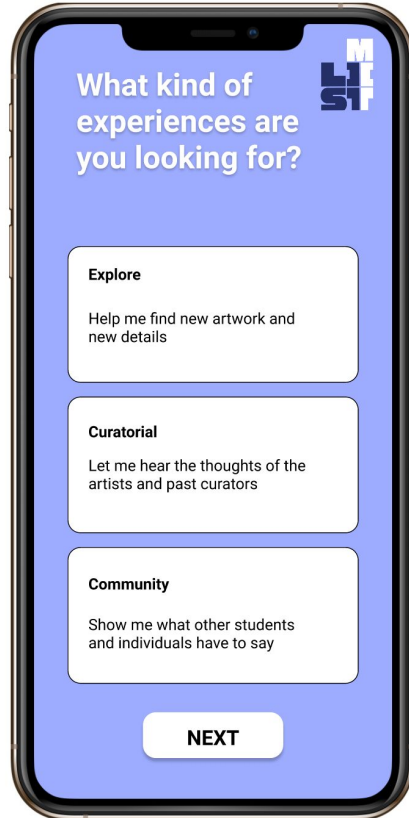 What kind of
experiences are
you looking for?
MIT
LIST
Explore
Help me find new artwork and
new details
Curatorial
Let me hear the thoughts of the
artists and past curators
Community
Show me what other students
and individuals have to say
NEXT